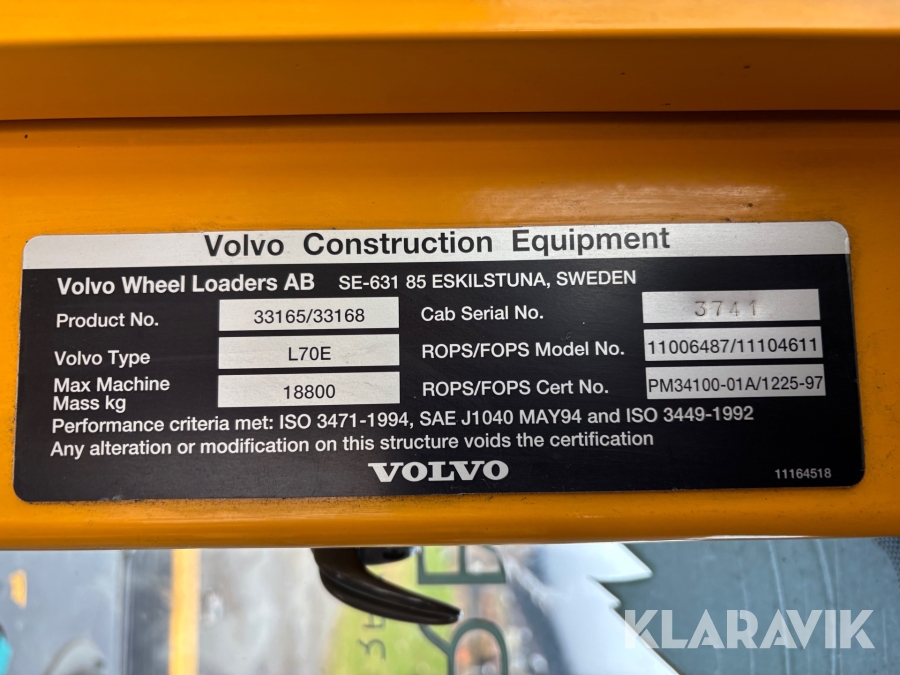 Volvo Construction Equipment
Volvo Wheel Loaders AB SE-631 85 ESKILSTUNA, SWEDEN
Product No. 33165/33168 Cab Serial No. 3741
Volvo Type L70E ROPS/FOPS Model No. 11006487/11104611
Max Machine Mass kg 18800 ROPS/FOPS Cert No. PM34100-01A/1225-97
Performance criteria met: ISO 3471-1994, SAE J1040 MAY94 and ISO 3449-1992
Any alteration or modification on this structure voids the certification
VOLVO
11164518
KLARAVIK